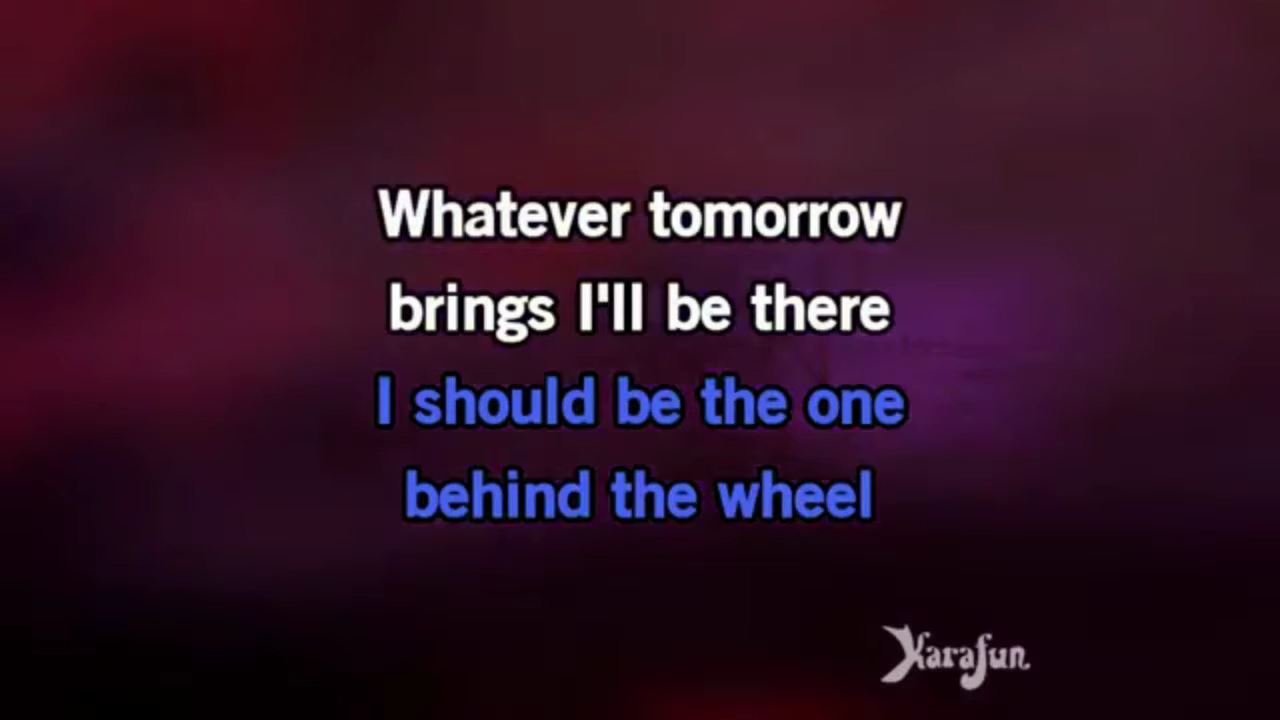 Whatever tomorrow
brings I'll be there
I should be the one
behind the wheel
Karafun